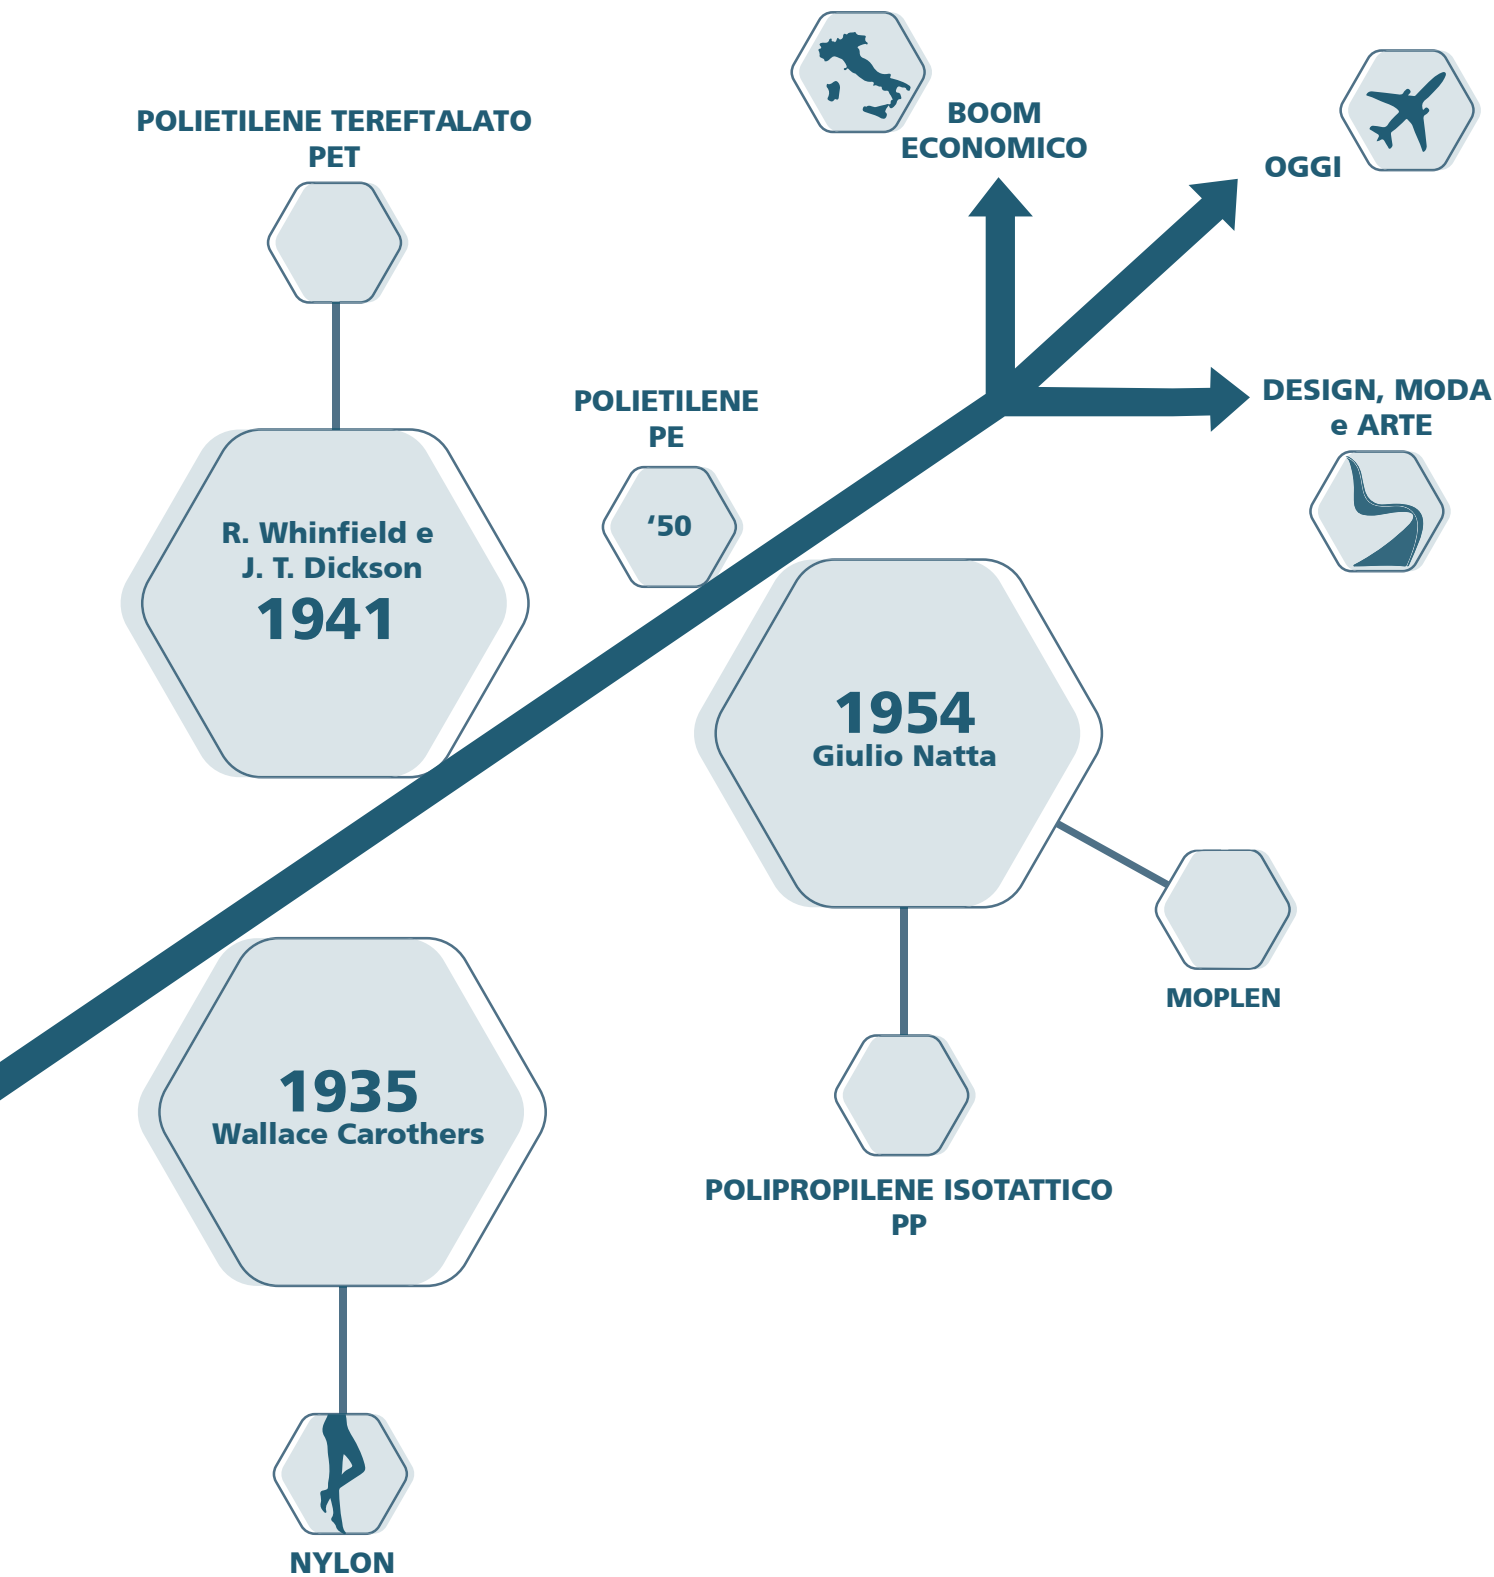 BOOM
ECONOMICO
OGGI
POLIETILENE TEREFTALATO
PET
POLIETILENE
PE
‘50
DESIGN, MODA
e ARTE
R. Whinfield e
J. T. Dickson
1941
1954
Giulio Natta
MOPLEN
POLIPROPILENE ISOTATTICO
PP
1935
Wallace Carothers
NYLON